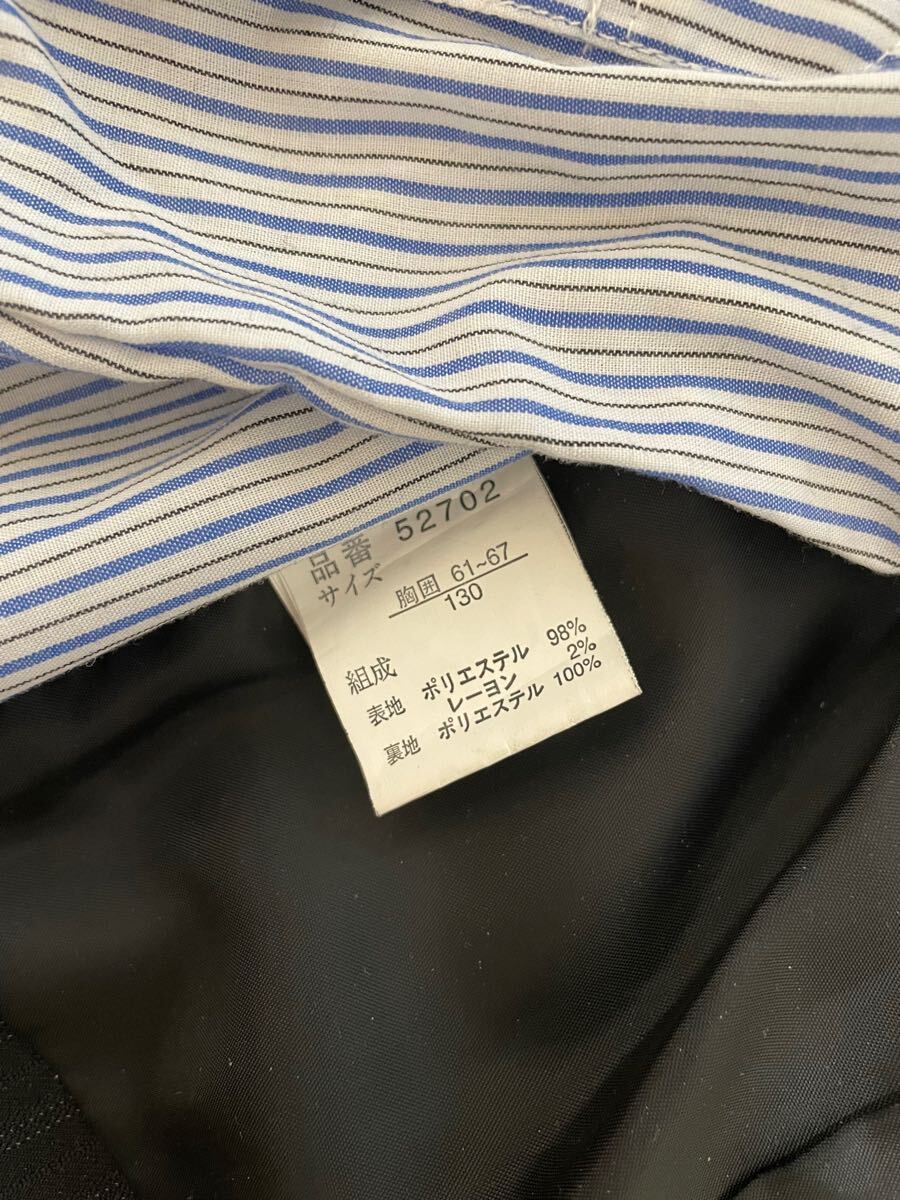 品番 52702
サイズ 胸囲 61~67
130
組成
表地 ポリエステル 98%
レーヨン 2%
裏地 ポリエステル 100%